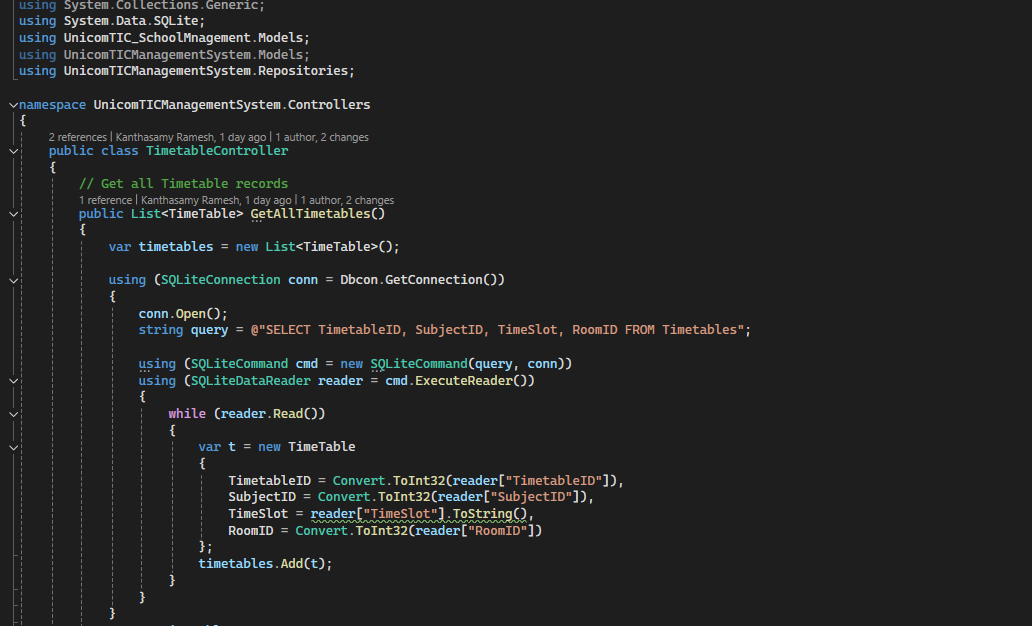 using System.Collections.Generic;
using System.Data.SQLite;
using UnicomTIC_SchoolMnagement.Models;
using UnicomTICManagementSystem.Models;
using UnicomTICManagementSystem.Repositories;
namespace UnicomTICManagementSystem.Controllers
{
2 references | Kanthasamy Ramesh, 1 day ago | 1 author, 2 changes
public class TimetableController
{
// Get all Timetable records
1 reference | Kanthasamy Ramesh, 1 day ago | 1 author, 2 changes
public List<TimeTable> GetAllTimetables()
{
var timetables = new List<TimeTable>();
using (SQLiteConnection conn = Dbcon.GetConnection())
{
conn.Open();
string query = @"SELECT TimetableID, SubjectID, TimeSlot, RoomID FROM Timetables";
using (SQLiteCommand cmd = new SQLiteCommand(query, conn))
using (SQLiteDataReader reader = cmd.ExecuteReader())
{
while (reader.Read())
{
var t = new TimeTable
{
TimetableID = Convert.ToInt32(reader["TimetableID"]),
SubjectID = Convert.ToInt32(reader["SubjectID"]),
TimeSlot = reader["TimeSlot"].ToString(),
RoomID = Convert.ToInt32(reader["RoomID"])
};
timetables.Add(t);
}
}
}